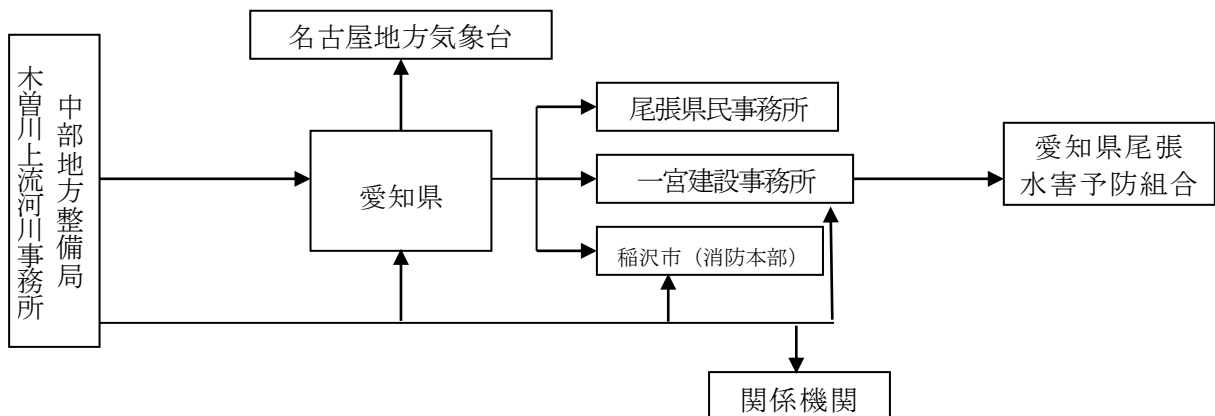 名古屋地方気象台
中部地方整備局
木曽川上流河川事務所
愛知県
尾張県民事務所
一宮建設事務所
稲沢市（消防本部）
愛知県尾張
水害予防組合
関係機関